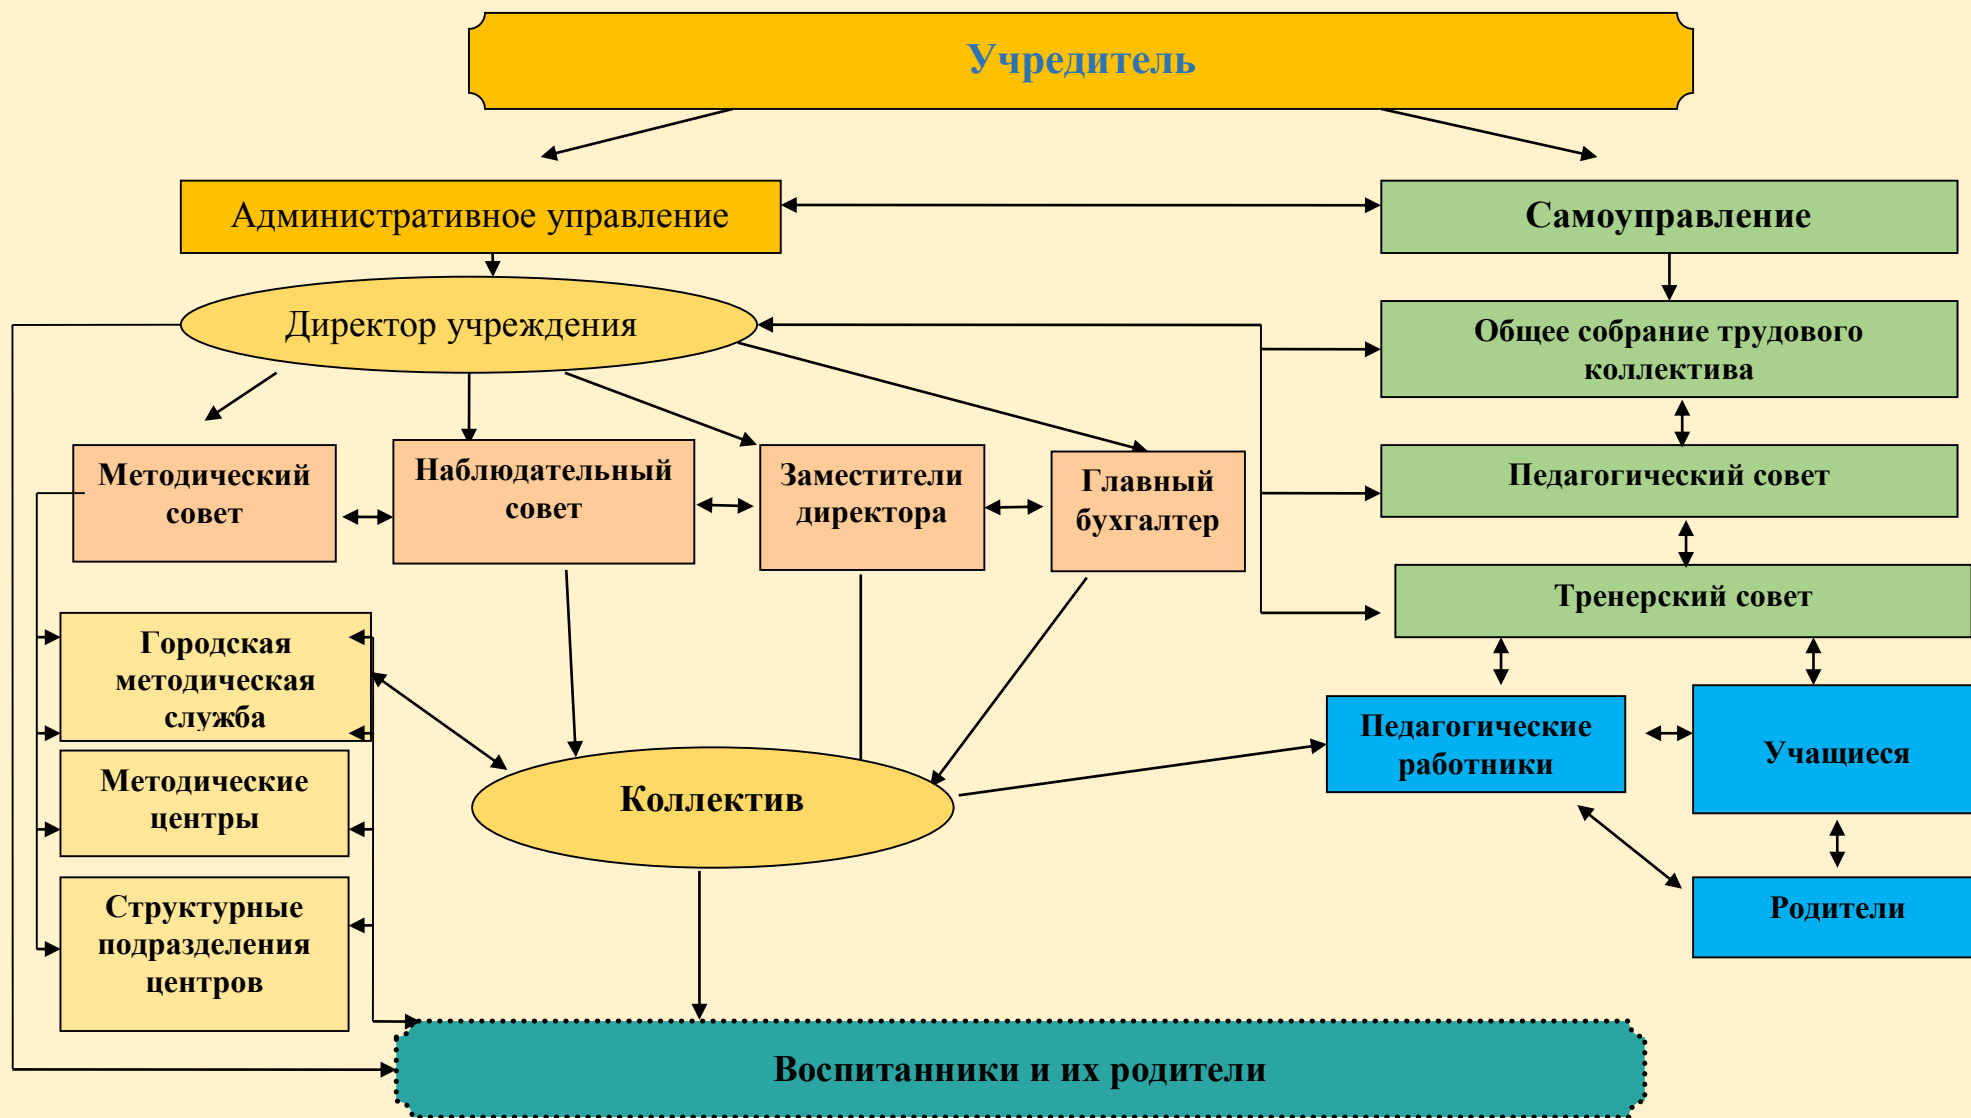 Учредитель
Административное управление
Самоуправление
Директор учреждения
Общее собрание трудового
коллектива
Методический
совет
Наблюдательный
совет
Заместители
директора
Главный
бухгалтер
Педагогический совет
Тренерский совет
Городская
методическая
служба
Методические
центры
Структурные
подразделения
центров
Коллектив
Педагогические
работники
Учащиеся
Родители
Воспитанники и их родители